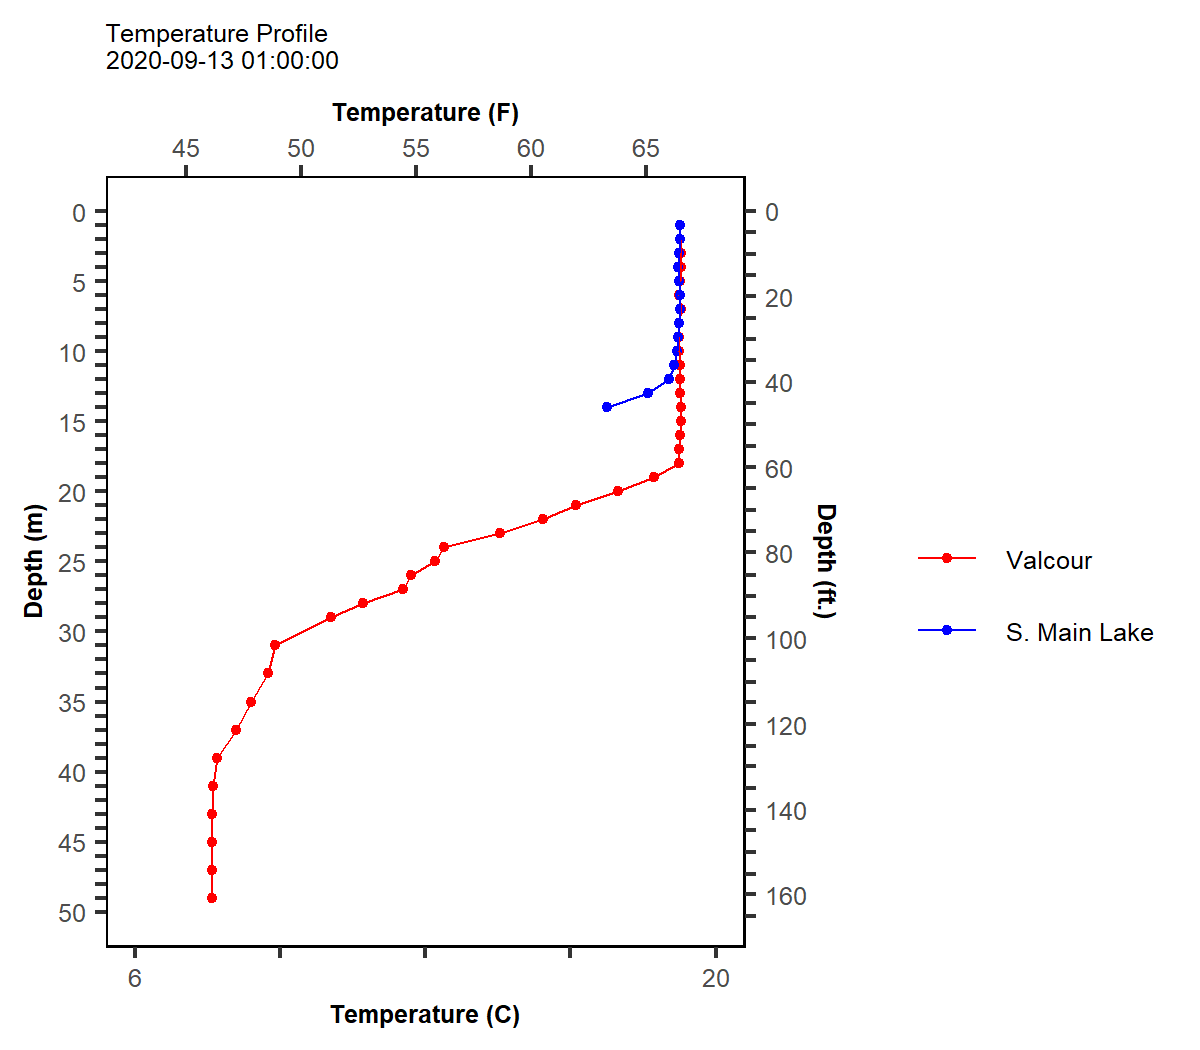 Temperature Profile
2020-09-13 01:00:00
Temperature (F)
45 50 55 60 65
0
5
10
15
20
25
30
35
40
45
50
Depth (m)
0
20
40
60
80
100
120
140
160
Depth (ft.)
Valcour
S. Main Lake
6 20
Temperature (C)